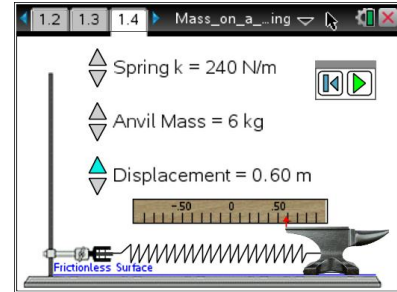 1.2 1.3 1.4 Mass_on_a_...ing
Spring k = 240 N/m
Anvil Mass = 6 kg
Displacement = 0.60 m
-.50 0 .50
Frictionless Surface